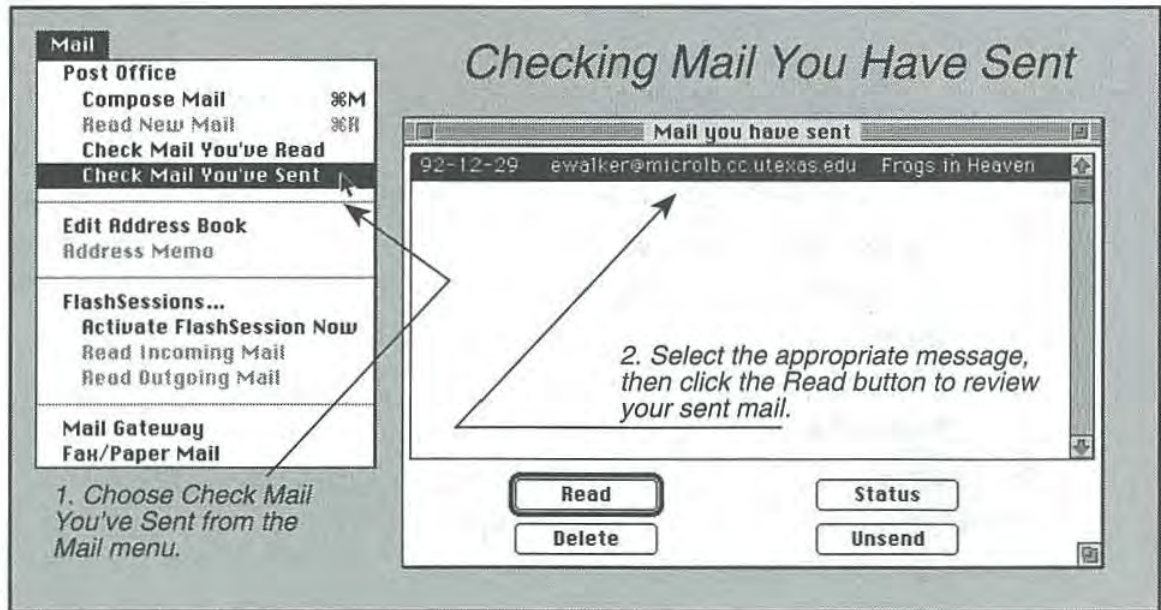 Checking Mail You Have Sent
Mail
Post Office
Compose Mail ⌘M
Read New Mail ⌘R
Check Mail You've Read
Check Mail You've Sent
Edit Address Book
Address Memo
FlashSessions...
Activate FlashSession Now
Read Incoming Mail
Read Outgoing Mail
Mail Gateway
Fax/Paper Mail
1. Choose Check Mail
You've Sent from the
Mail menu.
Mail you have sent
92-12-29 ewalker@microlb.cc.utexas.edu Frogs in Heaven
2. Select the appropriate message,
then click the Read button to review
your sent mail.
Read
Status
Delete
Unsend